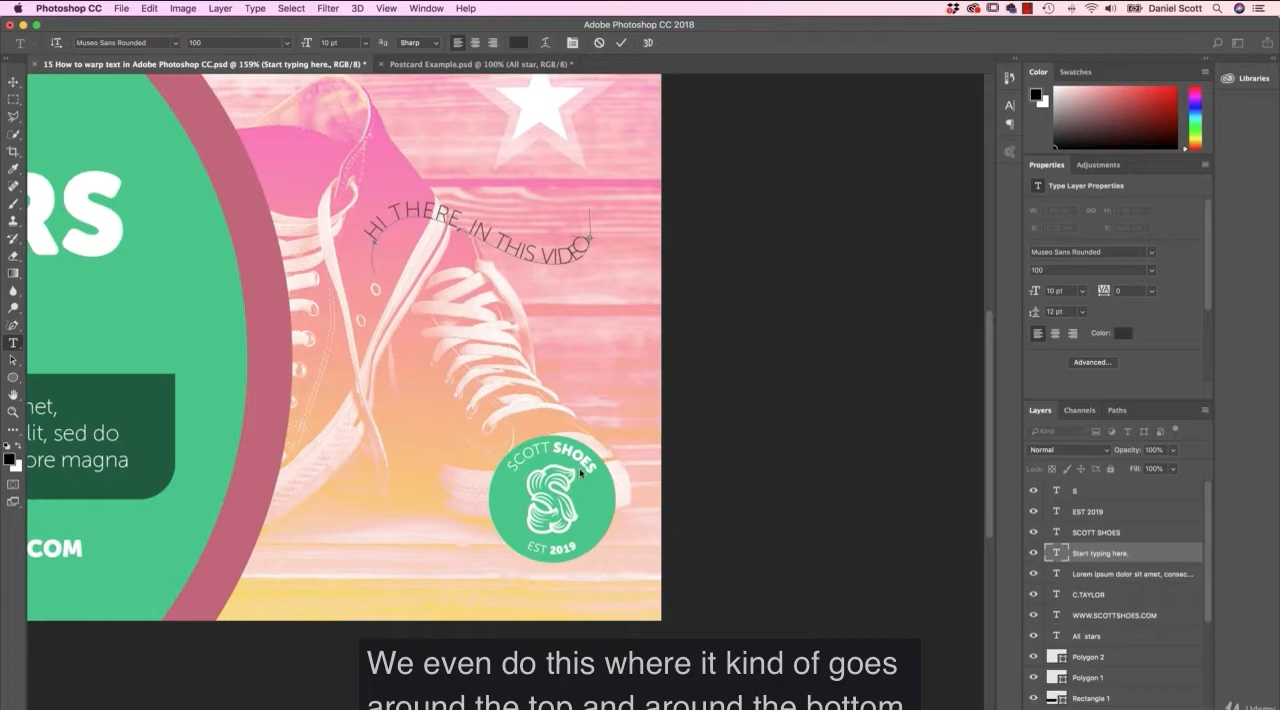 Photoshop CC File Edit Image Layer Type Select Filter 3D View Window Help Daniel Scott
Adobe Photoshop CC 2018
Museo Sans Rounded 100 10 pt Sharp 3D
15 How to warp text in Adobe Photoshop CC.psd @ 159% (Start typing here., RGB/8) * Postcard Example.psd @ 100% (All star, RGB/8) *
Color Swatches
Libraries
Properties Adjustments
Type Layer Properties
Museo Sans Rounded
100
10 pt VA 0
12 pt
Color:
Advanced...
Layers Channels Paths
Kind
Normal Opacity: 100%
Lock: Fill: 100%
S
EST 2019
SCOTT SHOES
Start typing here.
Lorem ipsum dolor sit amet, consec...
C.TAYLOR
WWW.SCOTTSHOES.COM
All stars
Polygon 2
Polygon 1
Rectangle 1
RS
HI THERE, IN THIS VIDEO
net,
lit, sed do
ore magna
.COM
SCOTT SHOES
S
EST 2019
We even do this where it kind of goes
around the top and around the bottom
Udemy